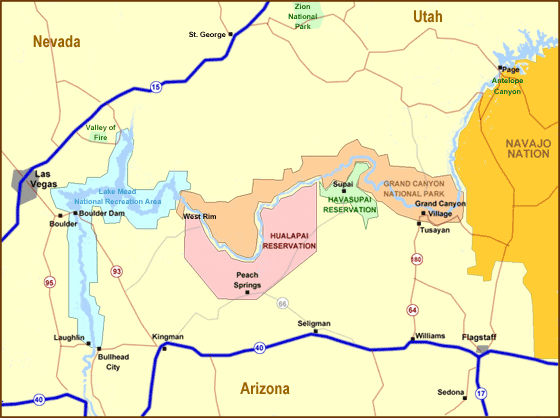 Zion
National
Park
Utah
Nevada
St. George
Page
Antelope
Canyon
15
Valley of
Fire
NAVAJO
NATION
Las
Vegas
Lake Mead
National Recreation Area
Supai
GRAND CANYON
NATIONAL PARK
HAVASUPAI
RESERVATION
Grand Canyon
Village
Boulder Dam
West Rim
Boulder
Tusayan
HUALAPAI
RESERVATION
180
93
95
Peach
Springs
66
64
Seligman
Laughlin
Kingman
Williams
Flagstaff
40
Bullhead
City
Arizona
Sedona
40
17